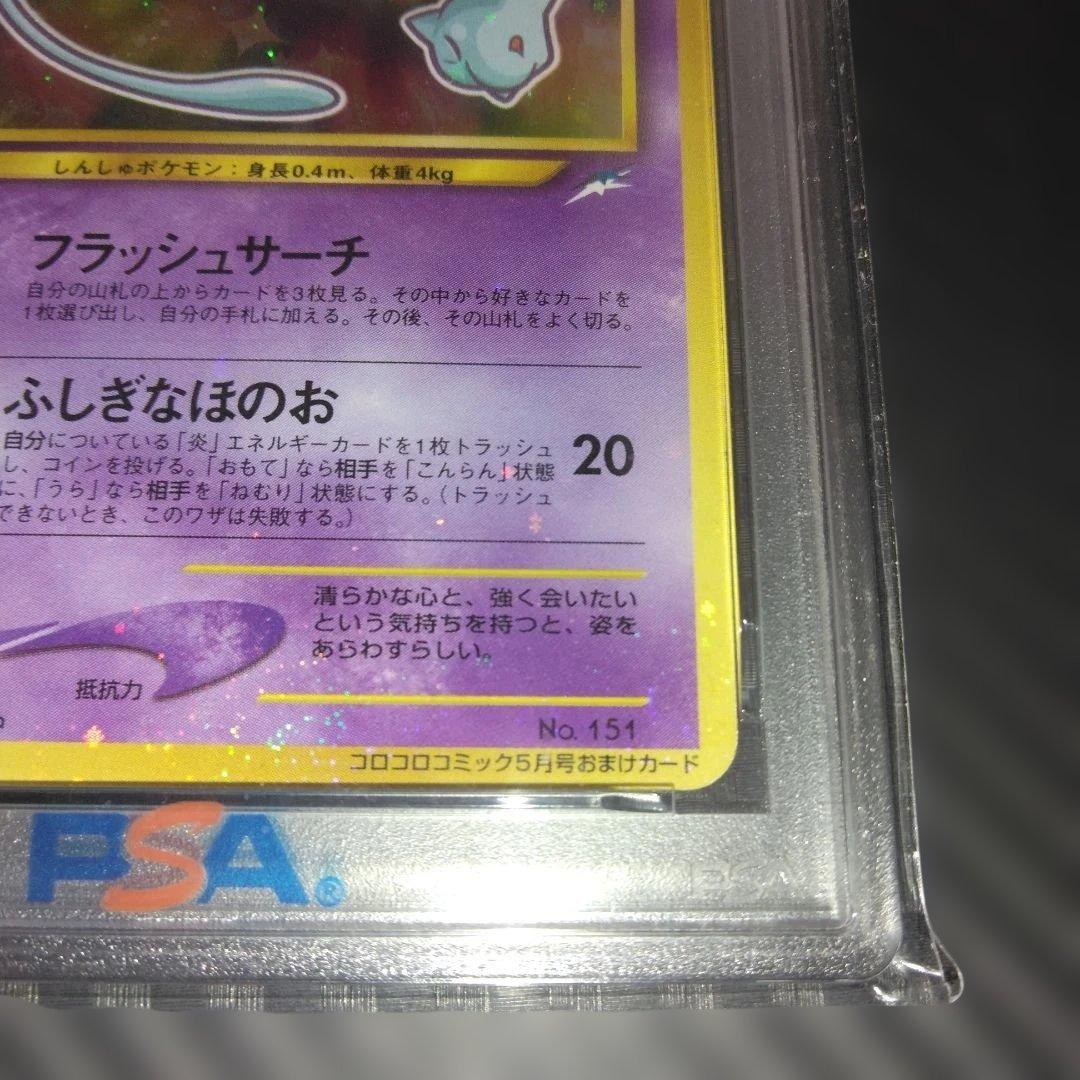 しんしゅポケモン：身長0.4m、体重4kg
フラッシュサーチ
自分の山札の上からカードを3枚見る。その中から好きなカードを
1枚選び出し、自分の手札に加える。その後、その山札をよく切る。
ふしぎなほのお
20
自分についている「炎」エネルギーカードを1枚トラッシュ
し、コインを投げる。「おもて」なら相手を「こんらん」状態
に、「うら」なら相手を「ねむり」状態にする。（トラッシュ
できないとき、このワザは失敗する。）
清らかな心と、強く会いたい
という気持ちを持つと、姿を
あらわすらしい。
抵抗力
No. 151
コロコロコミック5月号おまけカード
PSA®
PSA